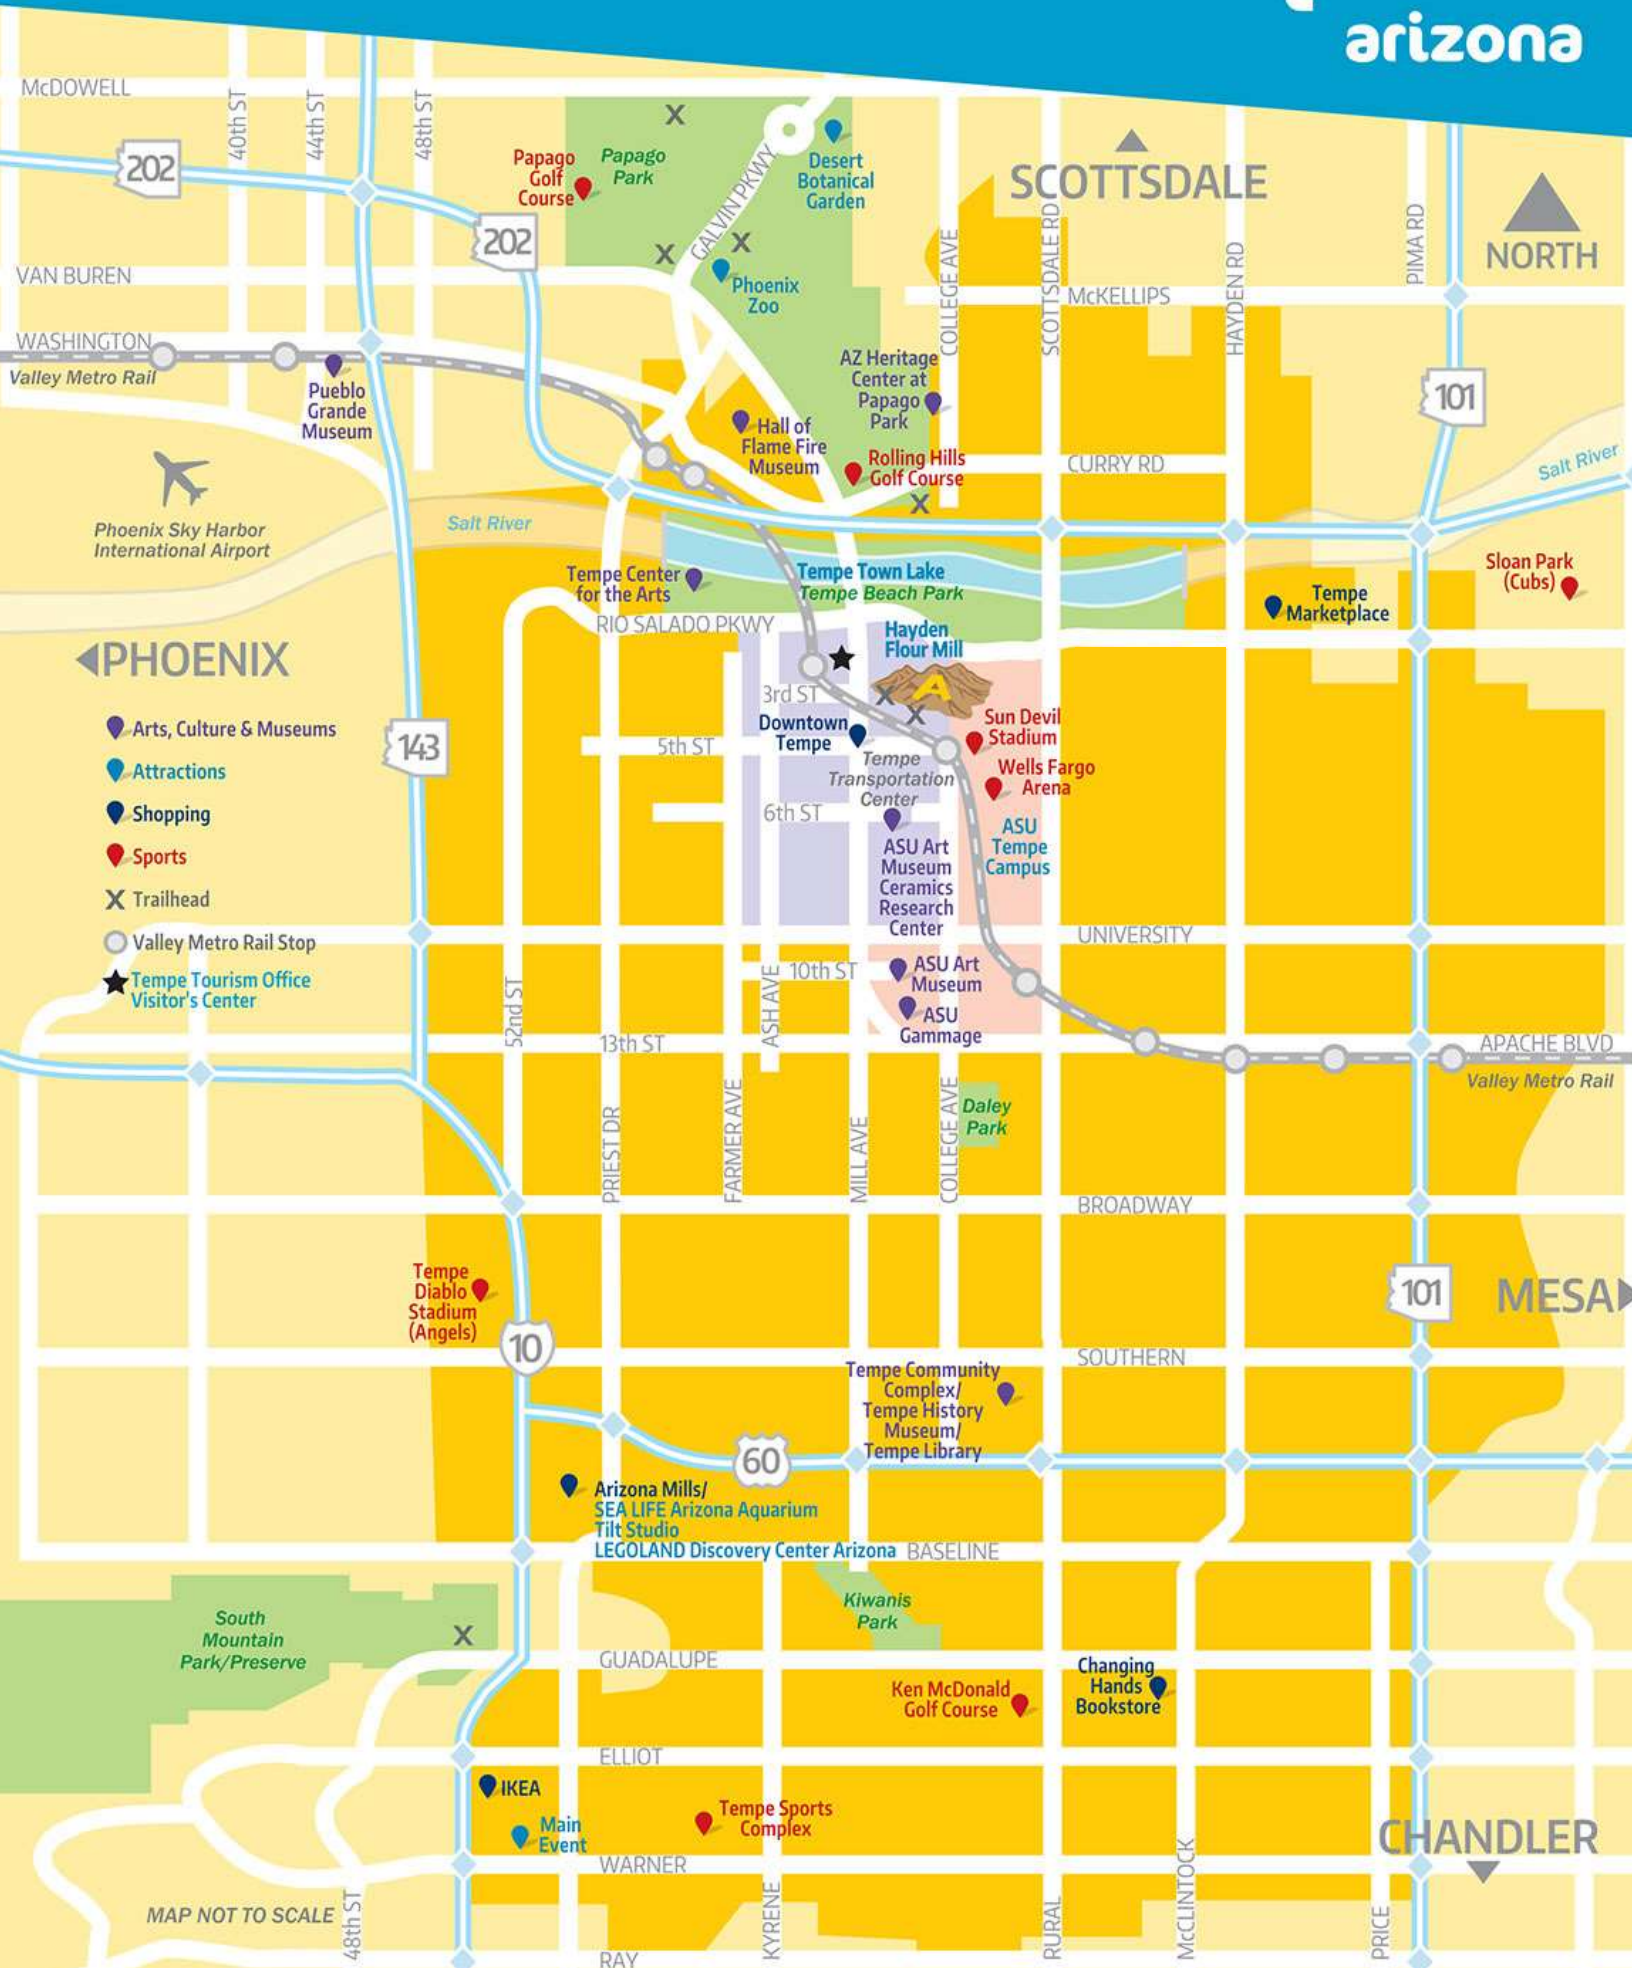 arizona
McDOWELL
40th ST
44th ST
48th ST
202
Papago
Golf
Course
Papago
Park
CALVIN PKWY
Desert
Botanical
Garden
SCOTTSDALE
NORTH
202
VAN BUREN
Phoenix
Zoo
COLLEGE AVE
SCOTTSDALE RD
HAYDEN RD
PIMA RD
McKELLIPS
WASHINGTON
Valley Metro Rail
Pueblo
Grande
Museum
AZ Heritage
Center at
Papago
Park
101
Hall of
Flame Fire
Museum
Rolling Hills
Golf Course
CURRY RD
Salt River
Phoenix Sky Harbor
International Airport
Salt River
Tempe Center
for the Arts
Tempe Town Lake
Tempe Beach Park
Sloan Park
(Cubs)
Tempe
Marketplace
RIO SALADO PKWY
Hayden
Flour Mill
PHOENIX
3rd ST
A
Downtown
Tempe
Sun Devil
Stadium
5th ST
Tempe
Transportation
Center
Wells Fargo
Arena
143
Arts, Culture & Museums
Attractions
Shopping
Sports
X Trailhead
Valley Metro Rail Stop
Tempe Tourism Office
Visitor's Center
6th ST
ASU
Tempe
Campus
ASU Art
Museum
Ceramics
Research
Center
UNIVERSITY
10th ST
ASU Art
Museum
ASU
Gammage
52nd ST
ASH AVE
13th ST
APACHE BLVD
Valley Metro Rail
Daley
Park
PRIEST DR
FARMER AVE
MILL AVE
COLLEGE AVE
BROADWAY
Tempe
Diablo
Stadium
(Angels)
10
101
MESA
SOUTHERN
Tempe Community
Complex/
Tempe History
Museum/
Tempe Library
60
Arizona Mills/
SEA LIFE Arizona Aquarium
Tilt Studio
LEGOLAND Discovery Center Arizona
BASELINE
Kiwanis
Park
South
Mountain
Park/Preserve
X
GUADALUPE
Ken McDonald
Golf Course
Changing
Hands
Bookstore
ELLIOT
IKEA
Main
Event
Tempe Sports
Complex
CHANDLER
WARNER
MAP NOT TO SCALE
48th ST
KYRENE
RURAL
McCLINTOCK
PRICE
RAY